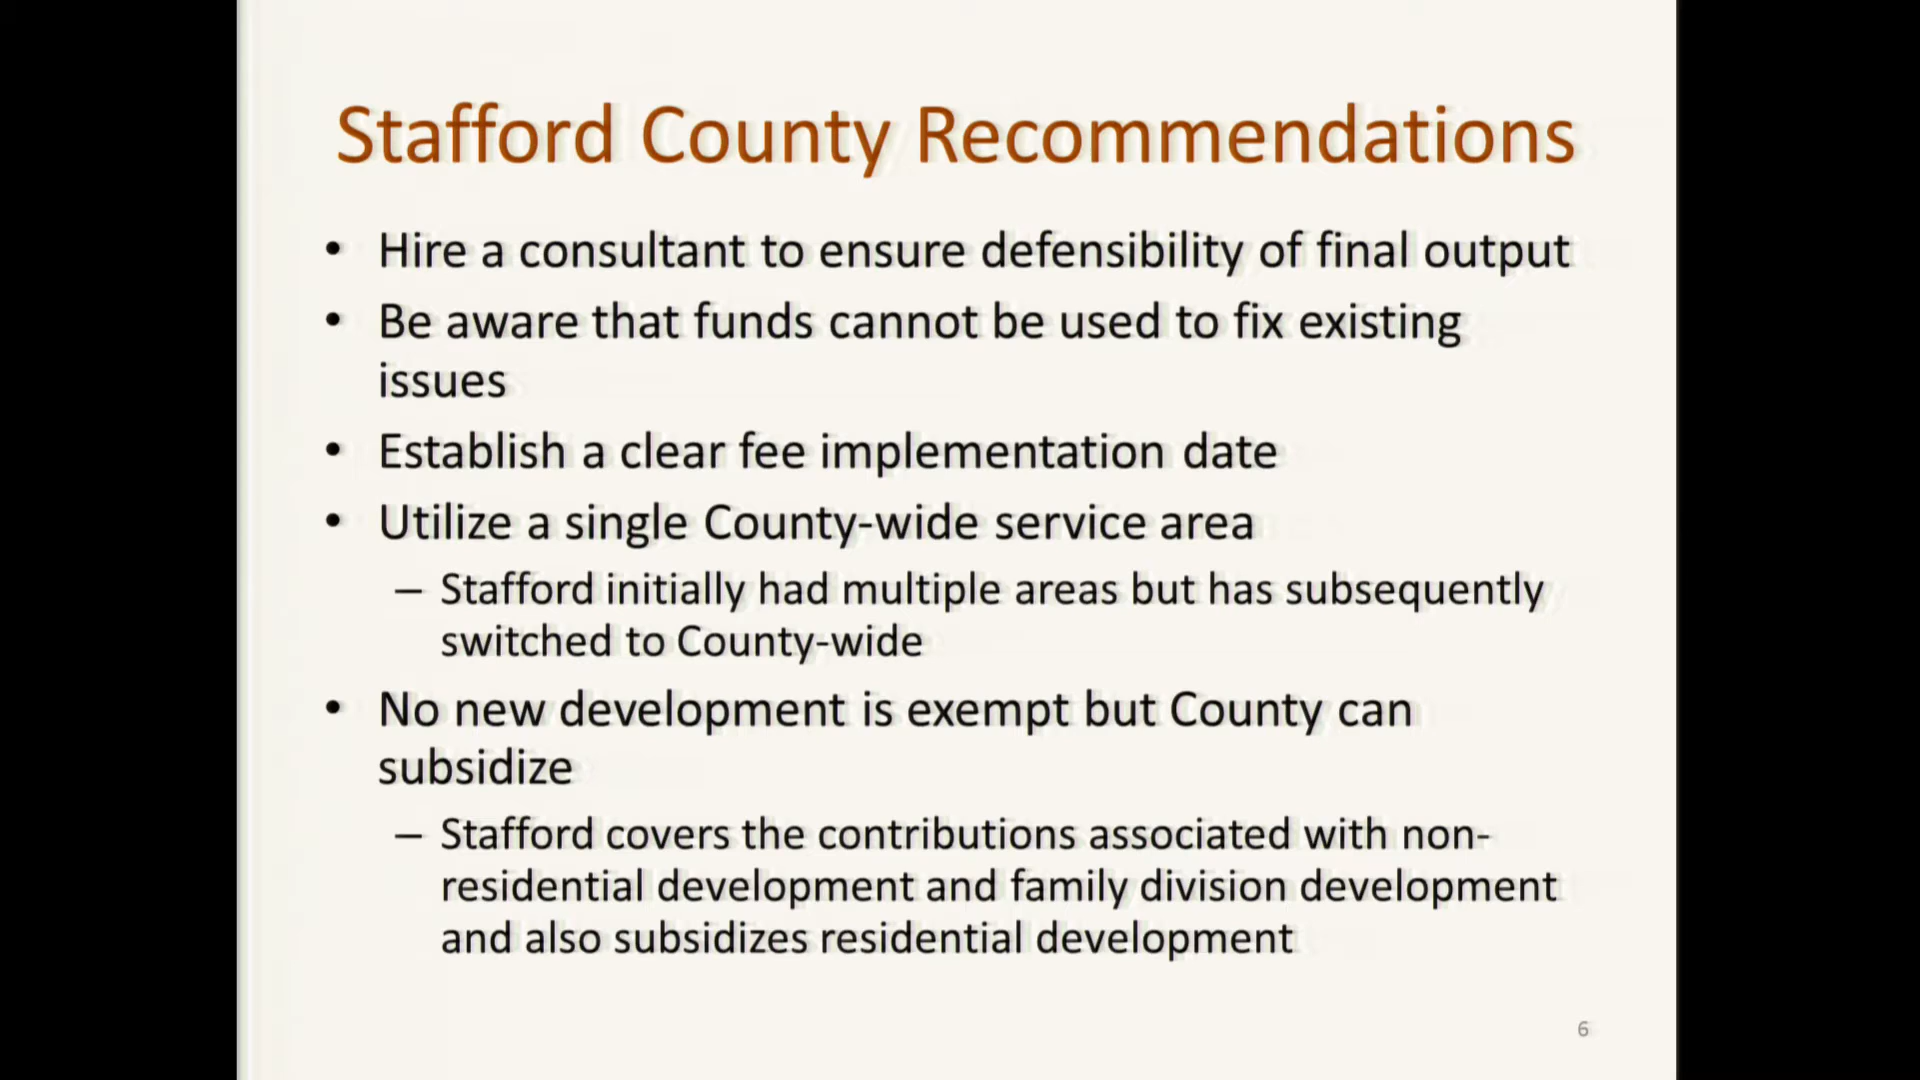 Stafford County Recommendations
• Hire a consultant to ensure defensibility of final output
• Be aware that funds cannot be used to fix existing
issues
• Establish a clear fee implementation date
• Utilize a single County-wide service area
– Stafford initially had multiple areas but has subsequently
switched to County-wide
• No new development is exempt but County can
subsidize
– Stafford covers the contributions associated with non-
residential development and family division development
and also subsidizes residential development
6